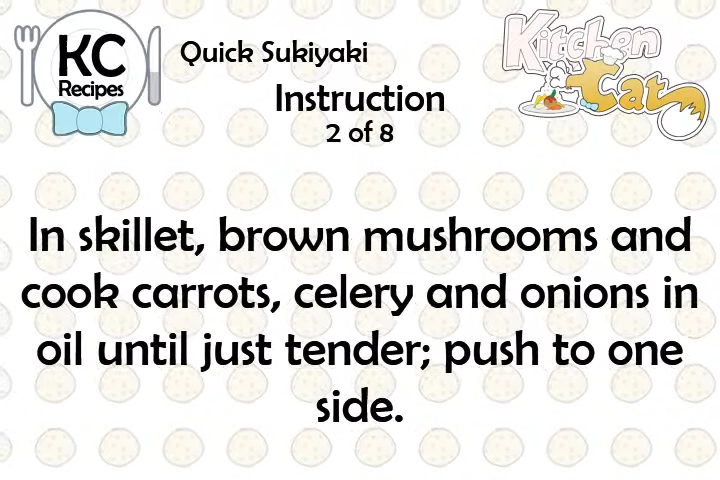 KC
Recipes
Quick Sukiyaki
Kitchen
Cat
Instruction
2 of 8
In skillet, brown mushrooms and
cook carrots, celery and onions in
oil until just tender; push to one
side.